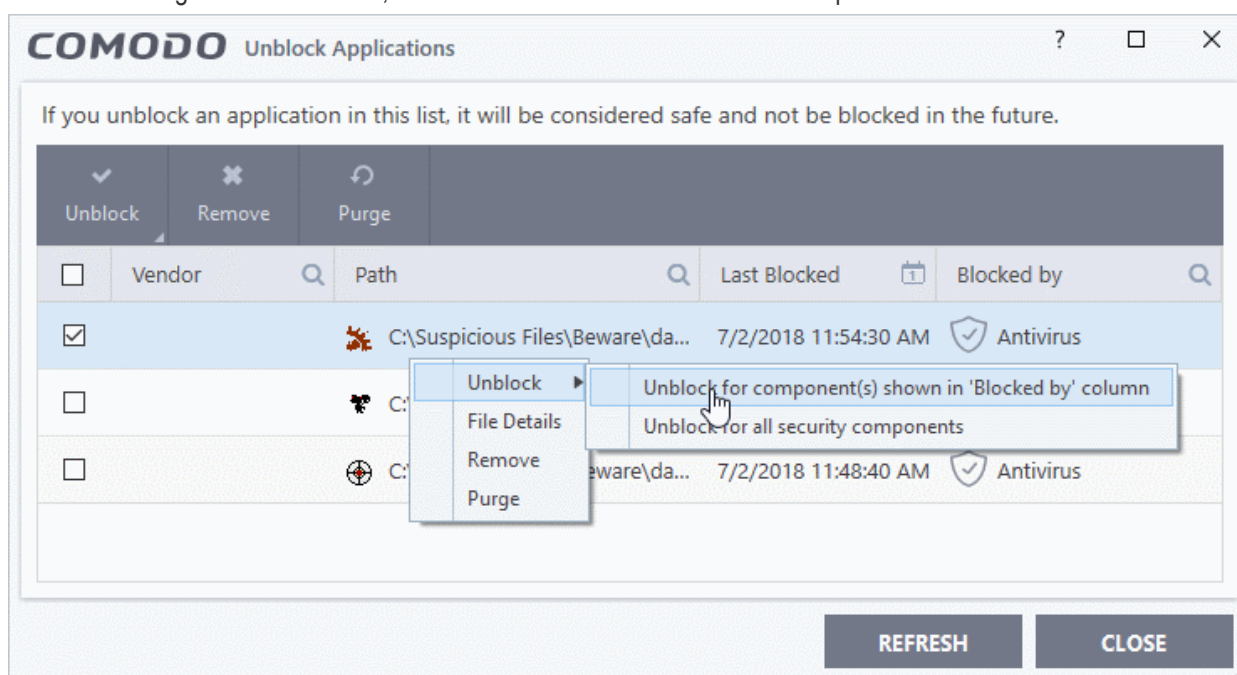 COMODO Unblock Applications ?
If you unblock an application in this list, it will be considered safe and not be blocked in the future.
Unblock Remove Purge
Vendor Path Last Blocked 1 Blocked by
C:\Suspicious Files\Beware\da... 7/2/2018 11:54:30 AM Antivirus
Unblock Unblock for component(s) shown in 'Blocked by' column
File Details Unblock for all security components
Remove eware\da... 7/2/2018 11:48:40 AM Antivirus
Purge
REFRESH CLOSE